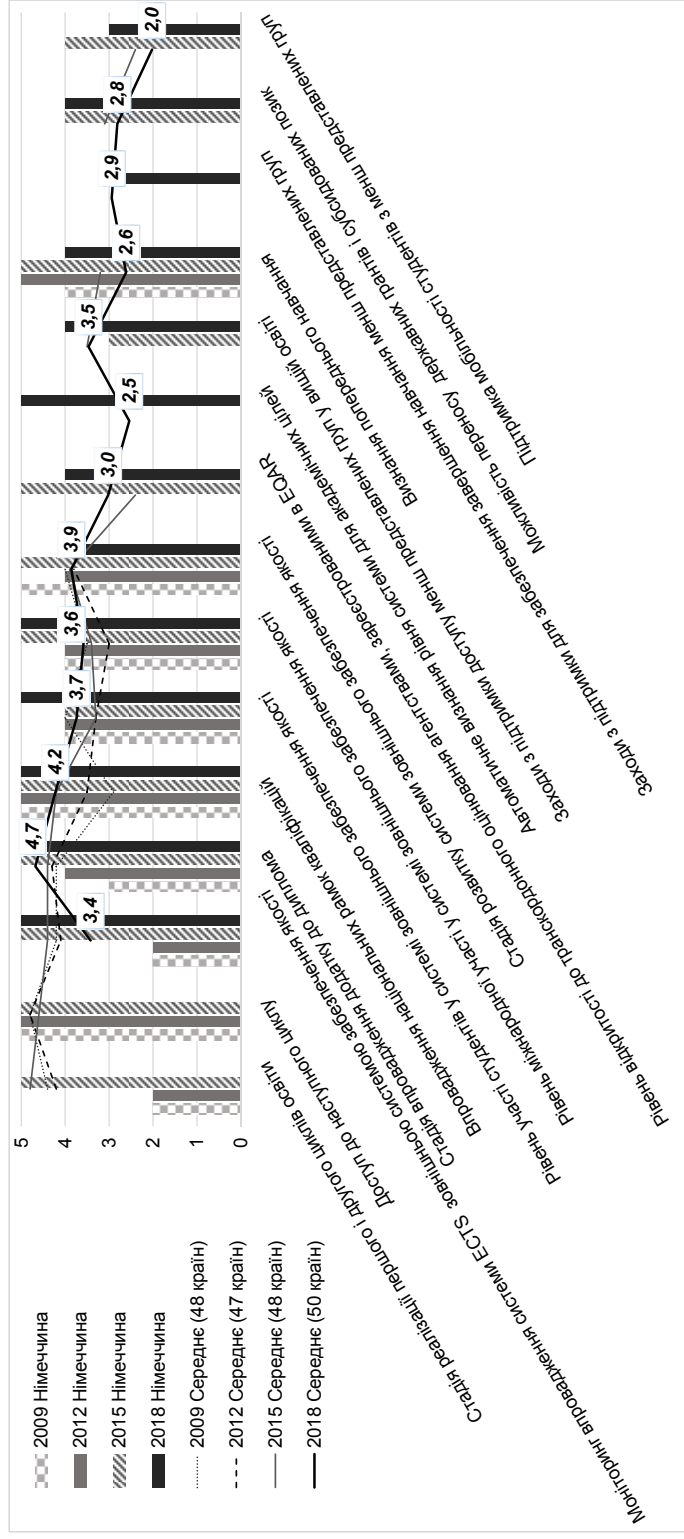 2009 Німеччина
2012 Німеччина
2015 Німеччина
2018 Німеччина
2009 Середнє (48 країн)
2012 Середнє (47 країн)
2015 Середнє (48 країн)
2018 Середнє (50 країн)
5
4
3
2
1
0
3,4
4,7
4,2
3,7
3,6
3,9
3,0
2,5
3,5
2,6
2,9
2,8
2,0
Стадія реалізації першого і другого циклів освіти
Доступ до наступного циклу
Моніторинг впровадження системи ECTS зовнішньою системою забезпечення якості
Стадія впровадження додатку до диплома
Впровадження національних рамок кваліфікацій
Рівень участі студентів у системі зовнішнього забезпечення якості
Рівень міжнародної участі у системі зовнішнього забезпечення якості
Стадія розвитку системи зовнішнього забезпечення якості
Рівень відкритості до транскордонного оцінювання агентствами, зареєстрованими в EQAR
Автоматичне визнання рівня системи для академічних цілей
Заходи з підтримки доступу менш представлених груп у вищій освіті
Визнання попереднього навчання
Заходи з підтримки для забезпечення завершення навчання менш представлених груп
Можливість переносу державних грантів і субсидованих позик
Підтримка мобільності студентів з менш представлених груп